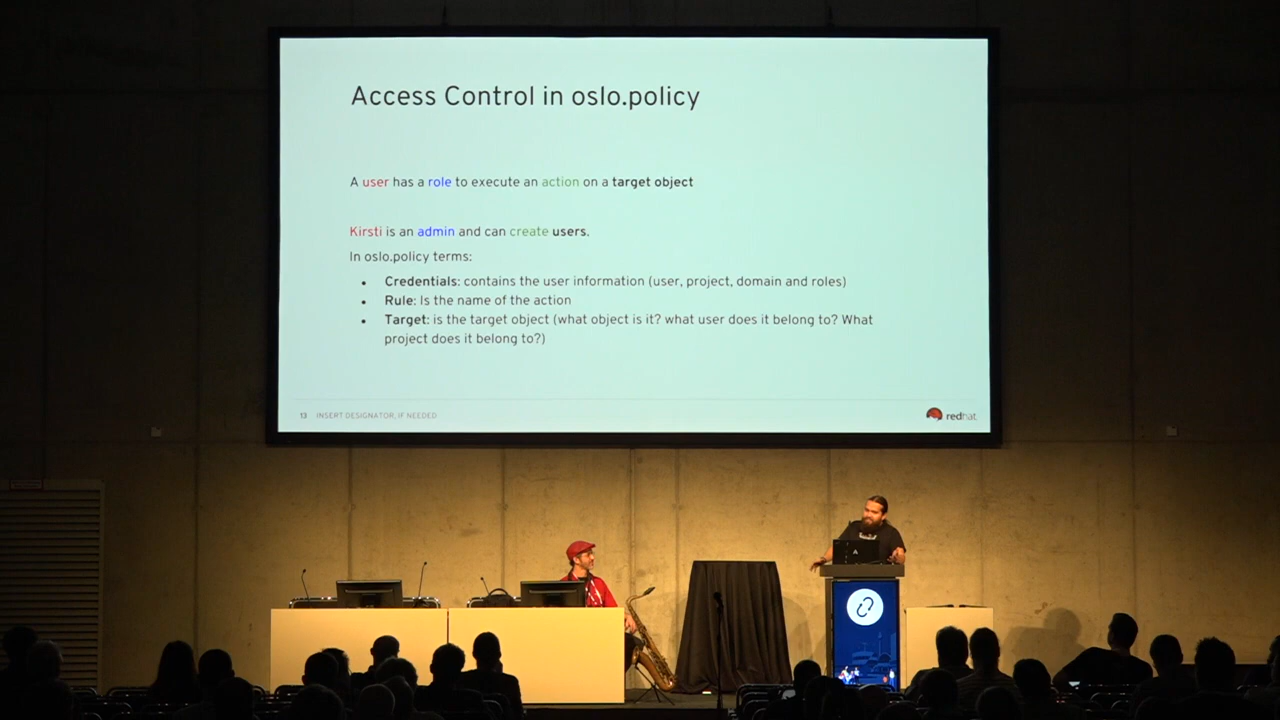 Access Control in oslo.policy
A user has a role to execute an action on a target object
Kirsti is an admin and can create users.
In oslo.policy terms:
• Credentials: contains the user information (user, project, domain and roles)
• Rule: Is the name of the action
• Target: is the target object (what object is it? what user does it belong to? What
project does it belong to?)
13 INSERT DESIGNATOR, IF NEEDED
redhat.